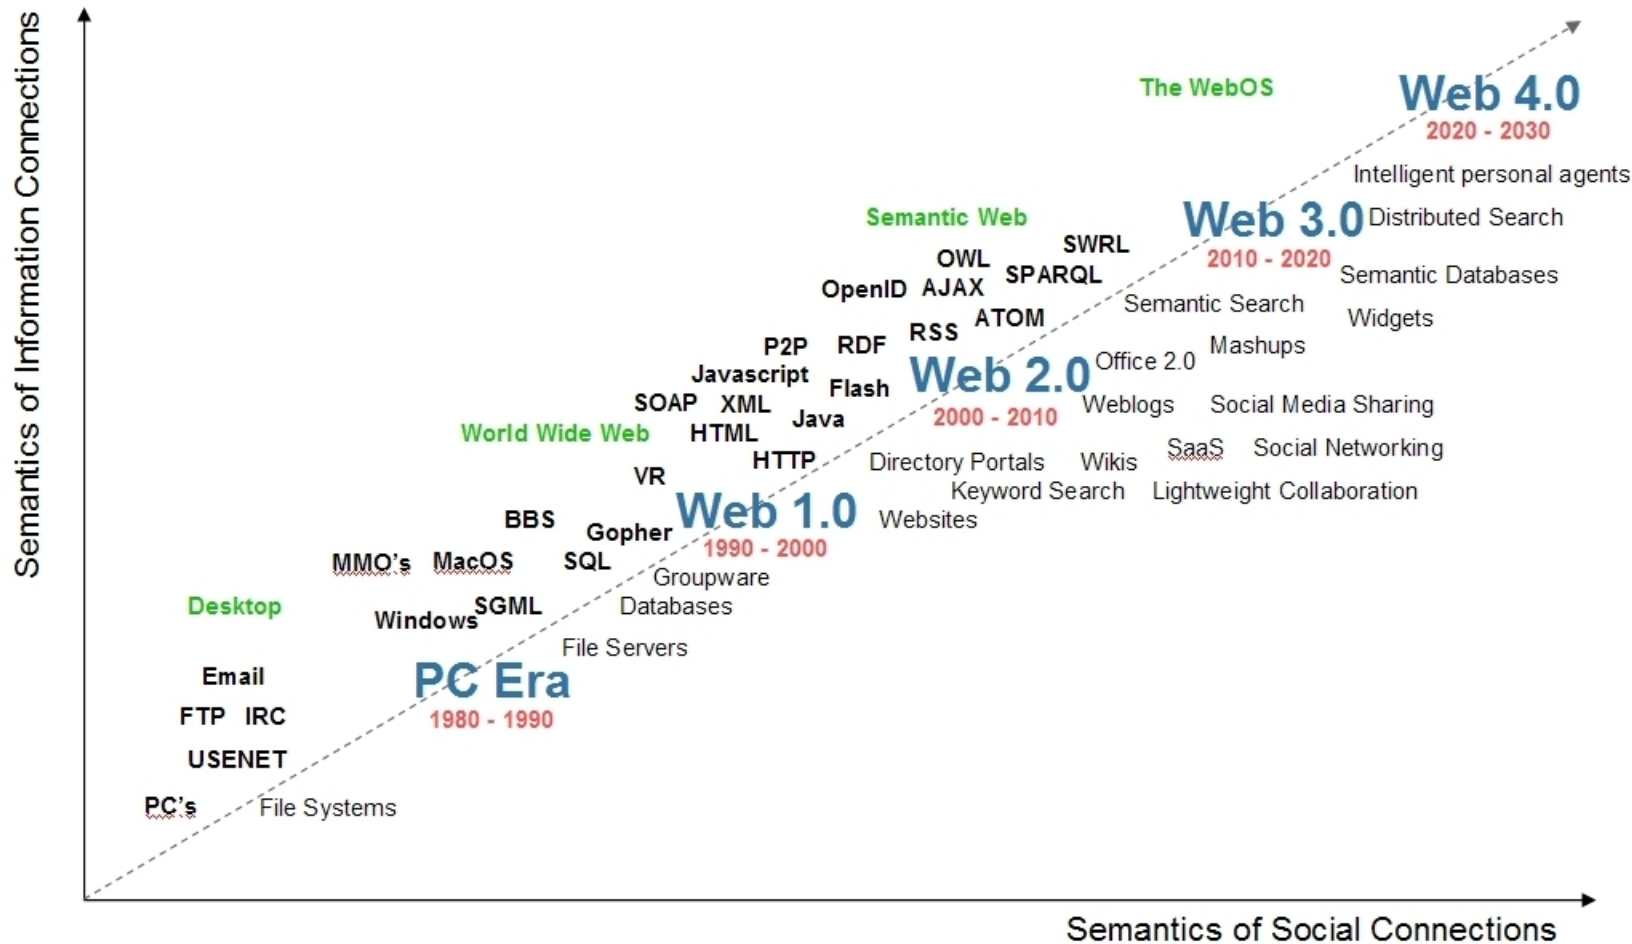 Semantics of Information Connections
The WebOS
Web 4.0
2020 - 2030
Intelligent personal agents
Semantic Web
Web 3.0
Distributed Search
2010 - 2020
SWRL
OWL
SPARQL
Semantic Databases
OpenID
AJAX
Semantic Search
Widgets
ATOM
RSS
P2P
RDF
Mashups
Office 2.0
Javascript
Flash
Web 2.0
2000 - 2010
SOAP
XML
Java
Weblogs
Social Media Sharing
World Wide Web
HTML
HTTP
SaaS
Social Networking
Directory Portals
Wikis
VR
Keyword Search
Lightweight Collaboration
Web 1.0
1990 - 2000
Websites
BBS
Gopher
MMO's
MacOS
SQL
Groupware
Desktop
Windows
SGML
Databases
File Servers
Email
PC Era
1980 - 1990
FTP
IRC
USENET
PC's
File Systems
Semantics of Social Connections